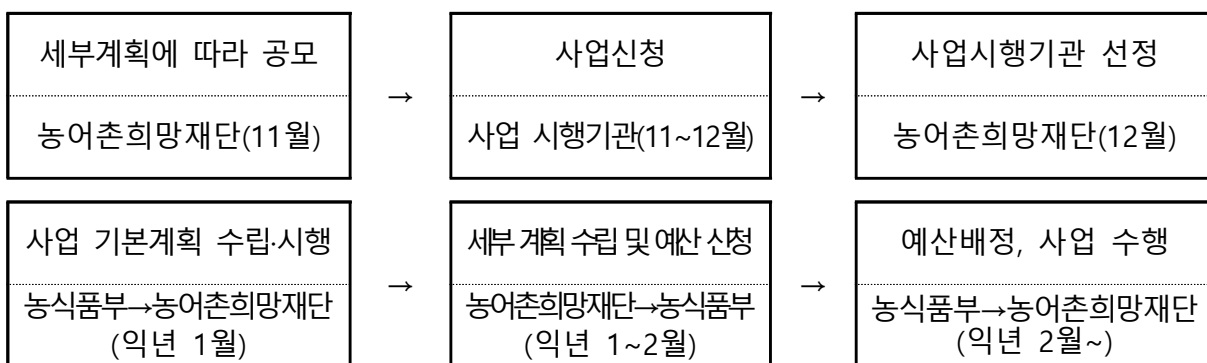 세부계획에 따라 공모
농어촌희망재단(11월)
→
사업신청
사업 시행기관(11~12월)
→
사업시행기관 선정
농어촌희망재단(12월)
사업 기본계획 수립·시행
농식품부→농어촌희망재단
(익년 1월)
→
세부 계획 수립 및 예산 신청
농어촌희망재단→농식품부
(익년 1~2월)
→
예산배정, 사업 수행
농식품부→농어촌희망재단
(익년 2월~)